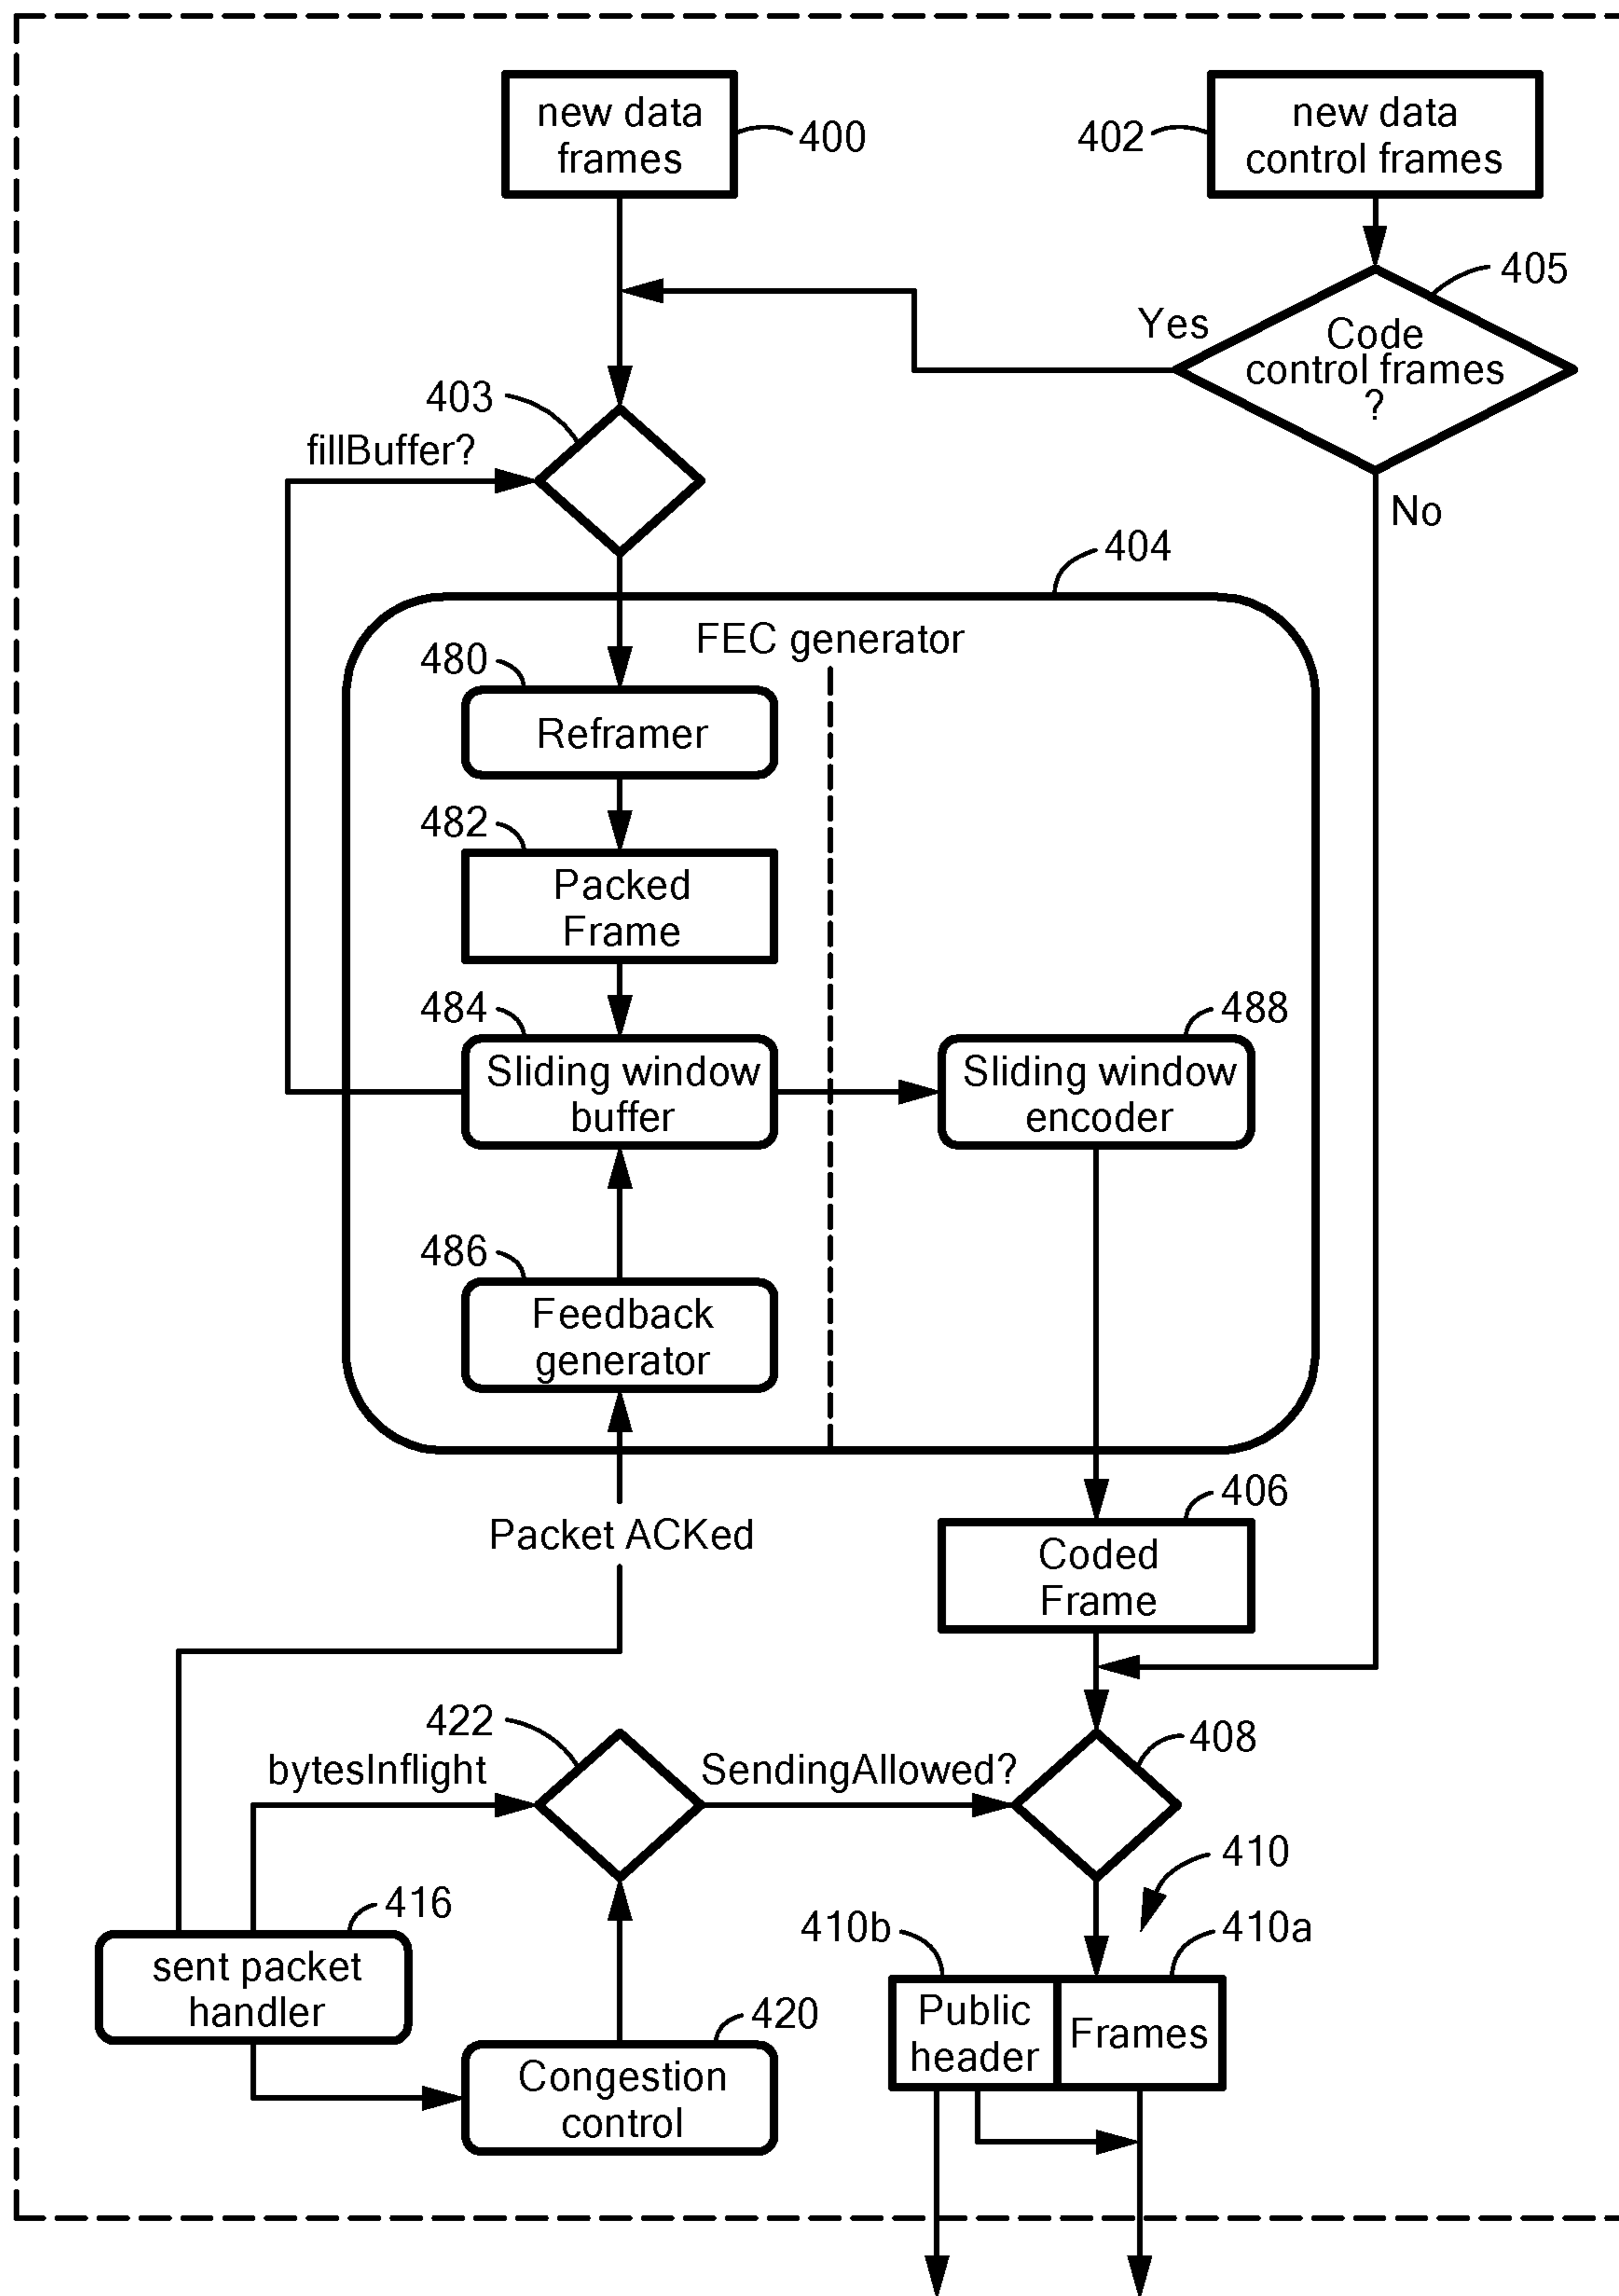 new data
frames
400
402
new data
control frames
405
Yes
Code
control frames
?
403
fillBuffer?
No
404
FEC generator
480
Reframer
482
Packed
Frame
484
488
Sliding window
buffer
Sliding window
encoder
486
Feedback
generator
406
Packet ACKed
Coded
Frame
422
408
bytesInflight
SendingAllowed?
410
416
410b
410a
sent packet
handler
420
Public
header
Frames
Congestion
control